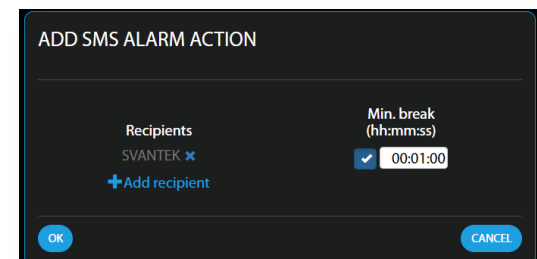 ADD SMS ALARM ACTION
Recipients
SVANTEK
+Add recipient
Min. break
(hh:mm:ss)
00:01:00
OK
CANCEL